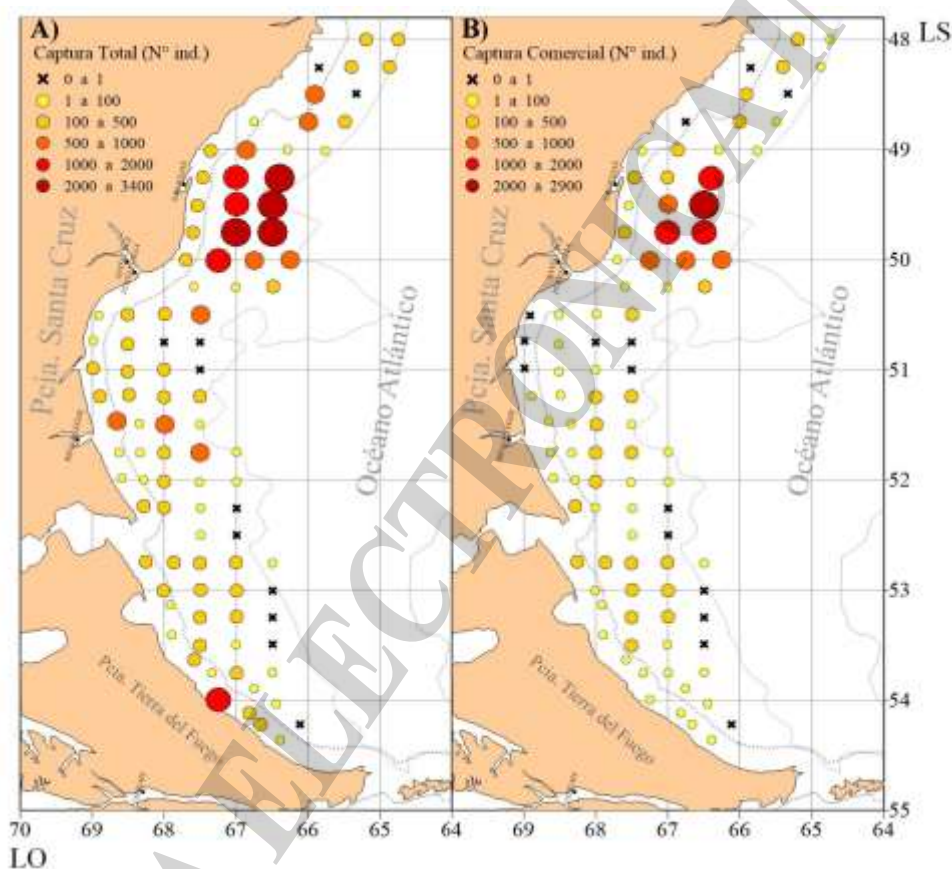 A)
Captura Total (N° ind.)
0 a 1
1 a 100
100 a 500
500 a 1000
1000 a 2000
2000 a 3400
Pcia. Santa Cruz
Océano Atlántico
Pcia. Tierra del Fuego
B)
Captura Comercial (N° ind.)
0 a 1
1 a 100
100 a 500
500 a 1000
1000 a 2000
2000 a 2900
Pcia. Santa Cruz
Océano Atlántico
Pcia. Tierra del Fuego
LS
48
49
50
51
52
53
54
55
70 69 68 67 66 65 64 69 68 67 66 65 64
LO